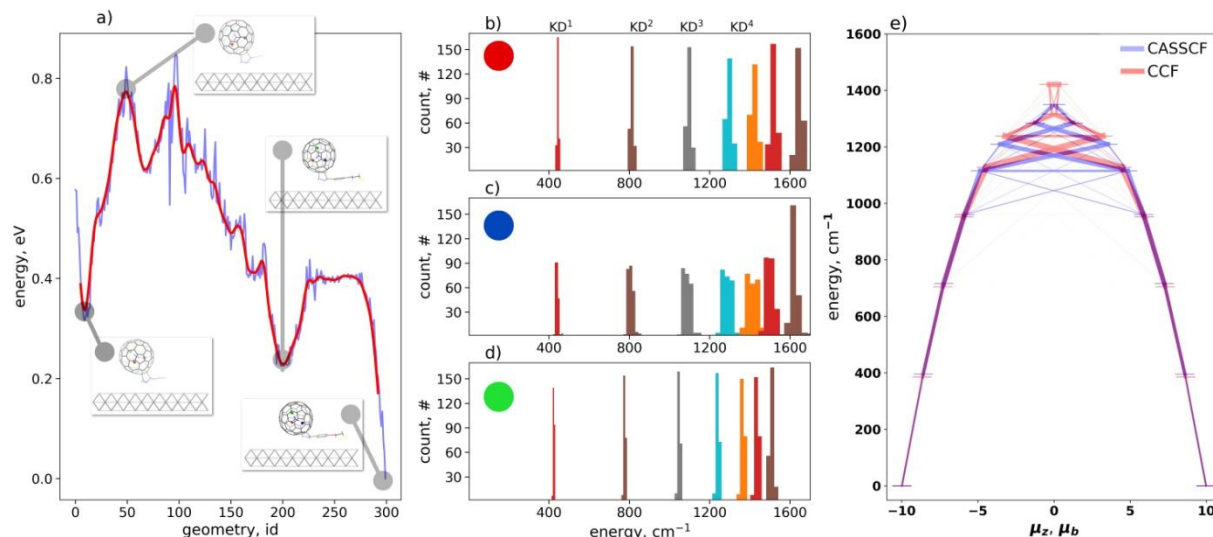 a)
energy, eV
0.8
0.6
0.4
0.2
0.0
0 50 100 150 200 250 300
geometry, id
b)
KD¹ KD² KD³ KD⁴
count, #
150
120
90
60
30
400 800 1200 1600
c)
count, #
150
120
90
60
30
400 800 1200 1600
d)
count, #
150
120
90
60
30
400 800 1200 1600
energy, cm⁻¹
e)
CASSCF
CCF
energy, cm⁻¹
1600
1400
1200
1000
800
600
400
200
0
−10 −5 0 5 10
μz, μb